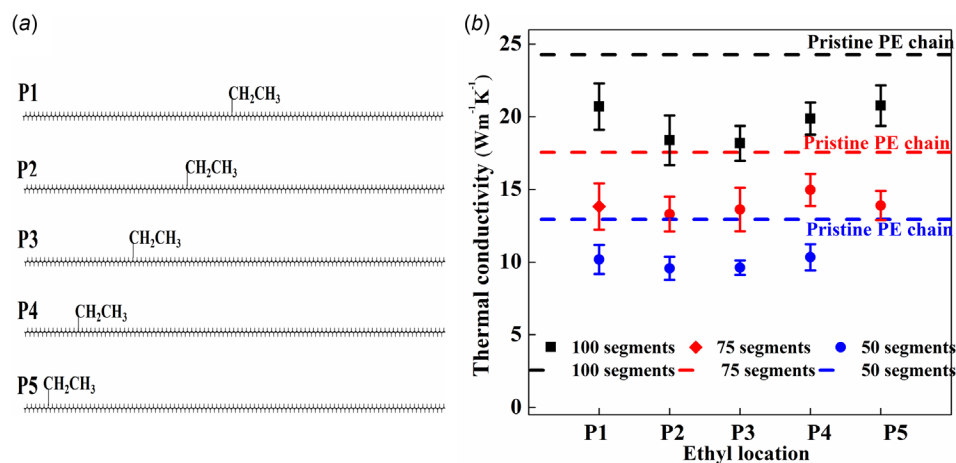 (a)
P1
CH₂CH₃
P2
CH₂CH₃
P3
CH₂CH₃
P4
CH₂CH₃
P5
CH₂CH₃
(b)
Thermal conductivity (Wm⁻¹K⁻¹)
25
20
15
10
5
0
Pristine PE chain
Pristine PE chain
Pristine PE chain
100 segments 75 segments 50 segments
100 segments 75 segments 50 segments
P1 P2 P3 P4 P5
Ethyl location